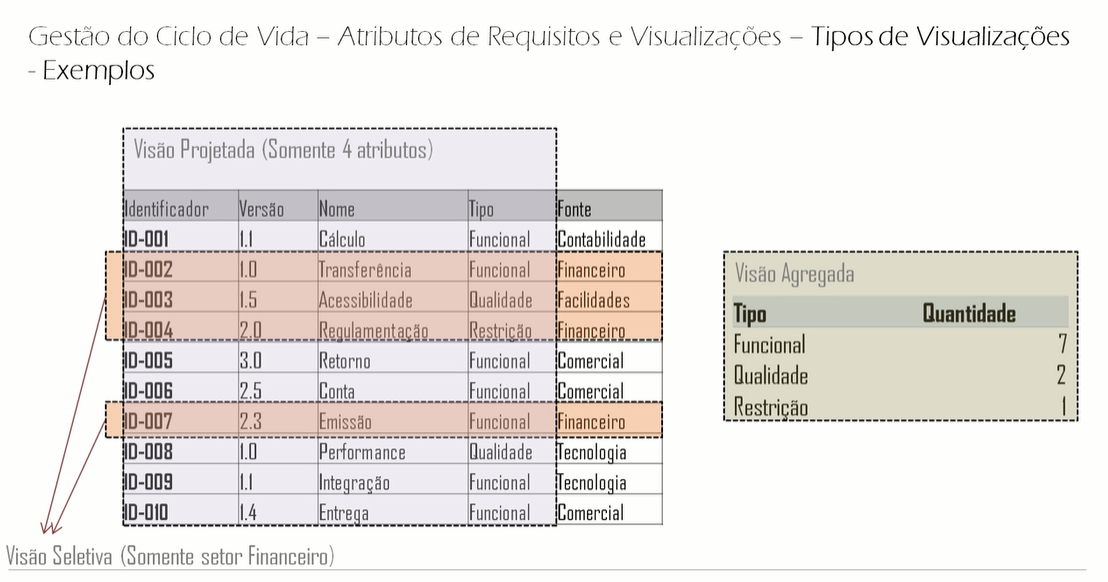 Gestão do Ciclo de Vida – Atributos de Requisitos e Visualizações – Tipos de Visualizações
- Exemplos
Visão Projetada (Somente 4 atributos)
Identificador Versão Nome Tipo Fonte
ID-001 1.1 Cálculo Funcional Contabilidade
ID-002 1.0 Transferência Funcional Financeiro
ID-003 1.5 Acessibilidade Qualidade Facilidades
ID-004 2.0 Regulamentação Restrição Financeiro
ID-005 3.0 Retorno Funcional Comercial
ID-006 2.5 Conta Funcional Comercial
ID-007 2.3 Emissão Funcional Financeiro
ID-008 1.0 Performance Qualidade Tecnologia
ID-009 1.1 Integração Funcional Tecnologia
ID-010 1.4 Entrega Funcional Comercial
Visão Agregada
Tipo Quantidade
Funcional 7
Qualidade 2
Restrição 1
Visão Seletiva (Somente setor Financeiro)